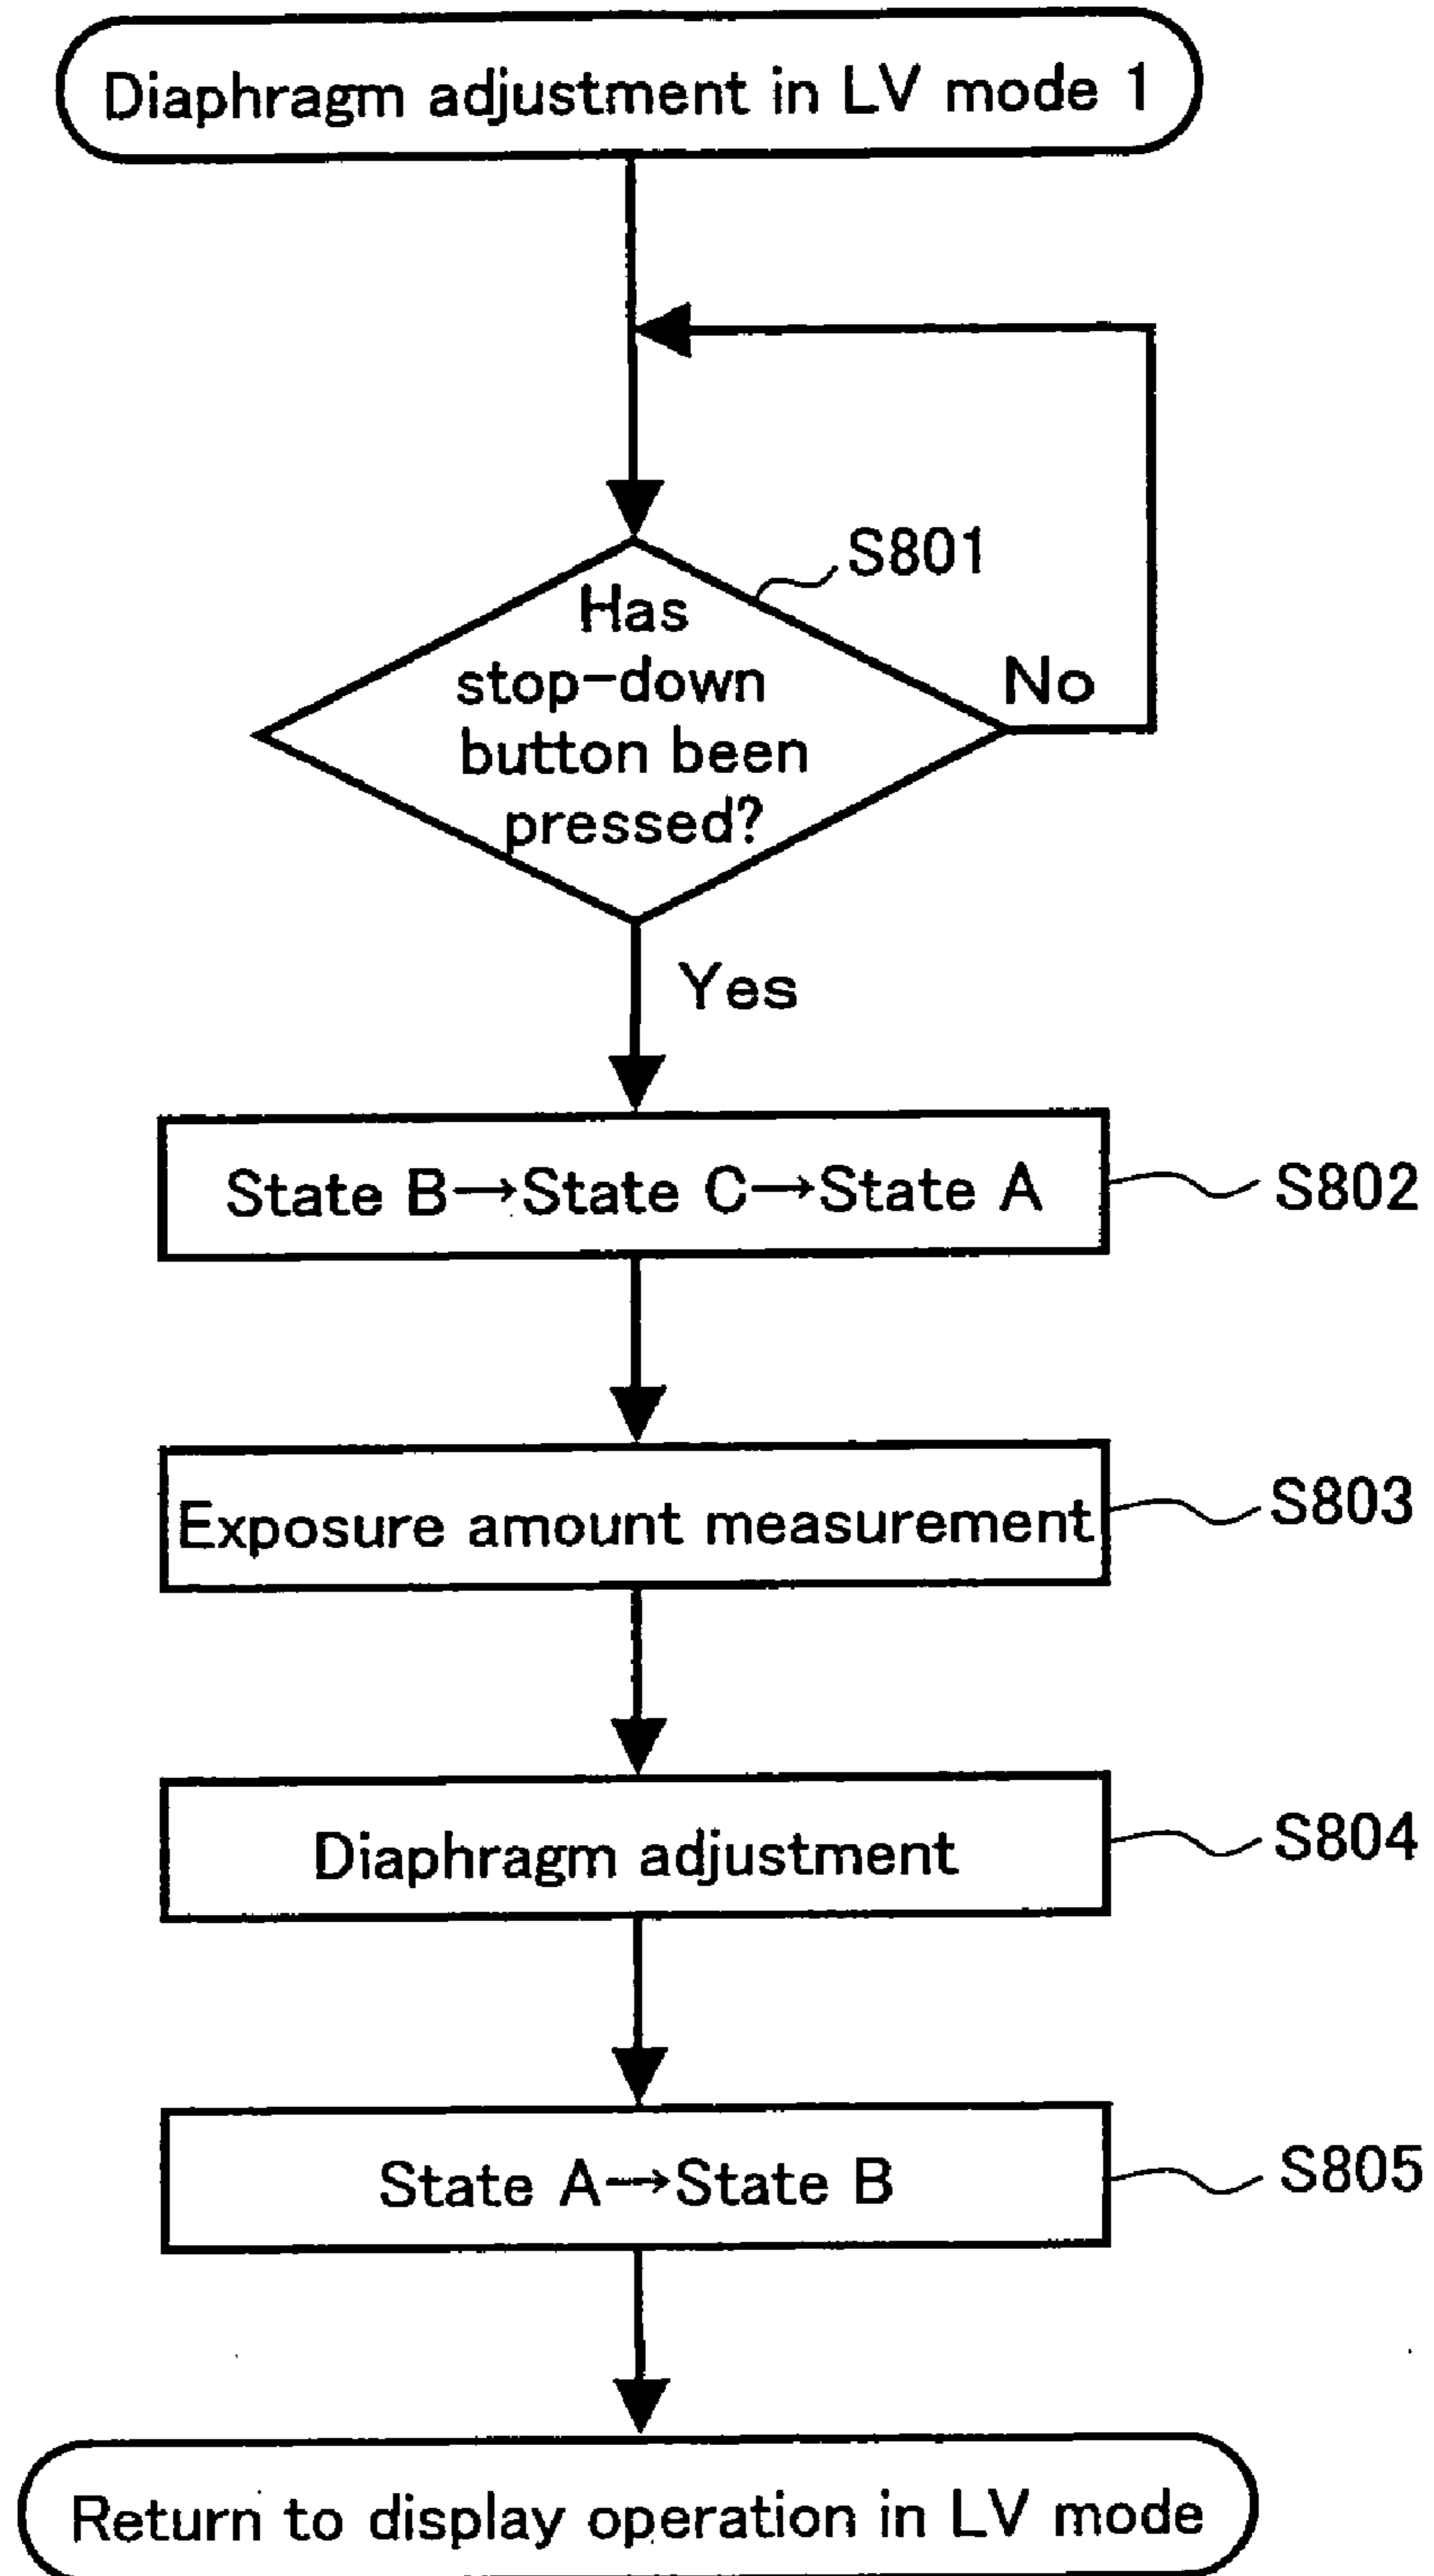 Diaphragm adjustment in LV mode 1
S801
Has
stop-down
button been
pressed?
No
Yes
State B→State C→State A
S802
Exposure amount measurement
S803
Diaphragm adjustment
S804
State A→State B
S805
Return to display operation in LV mode